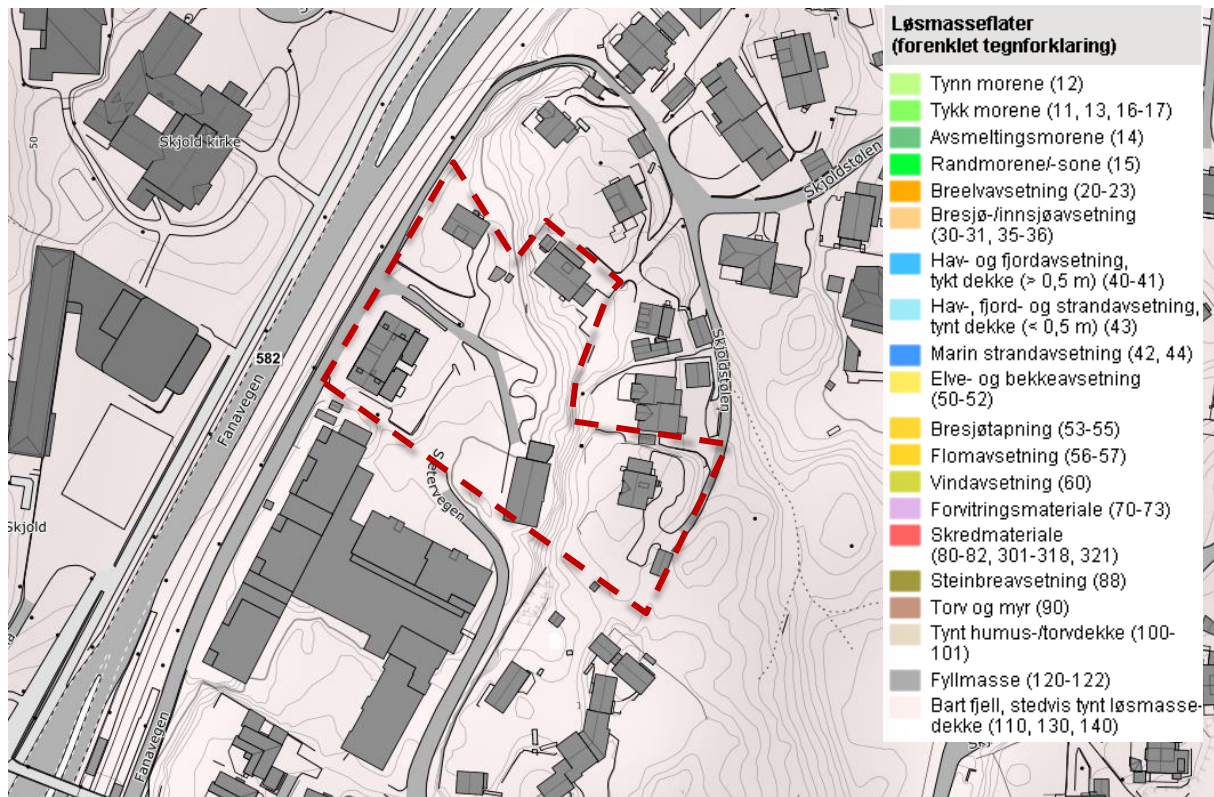 Løsmasseflater
(forenklet tegnforklaring)
Tynn morene (12)
Tykk morene (11, 13, 16-17)
Avsmeltingsmorene (14)
Randmorene/-sone (15)
Breelvavsetning (20-23)
Bresjø-/innsjøavsetning
(30-31, 35-36)
Hav- og fjordavsetning,
tykt dekke (> 0,5 m) (40-41)
Hav-, fjord- og strandavsetning,
tynt dekke (< 0,5 m) (43)
Marin strandavsetning (42, 44)
Elve- og bekkeavsetning
(50-52)
Bresjøtapning (53-55)
Flomavsetning (56-57)
Vindavsetning (60)
Forvitringsmateriale (70-73)
Skredmateriale
(80-82, 301-318, 321)
Steinbreavsetning (88)
Torv og myr (90)
Tynt humus-/torvdekke (100-
101)
Fyllmasse (120-122)
Bart fjell, stedvis tynt løsmasse-
dekke (110, 130, 140)
50
Skjold kirke
Skjoldstølen
582
Fanavegen
Skjoldstølen
Skjold
Fanavegen